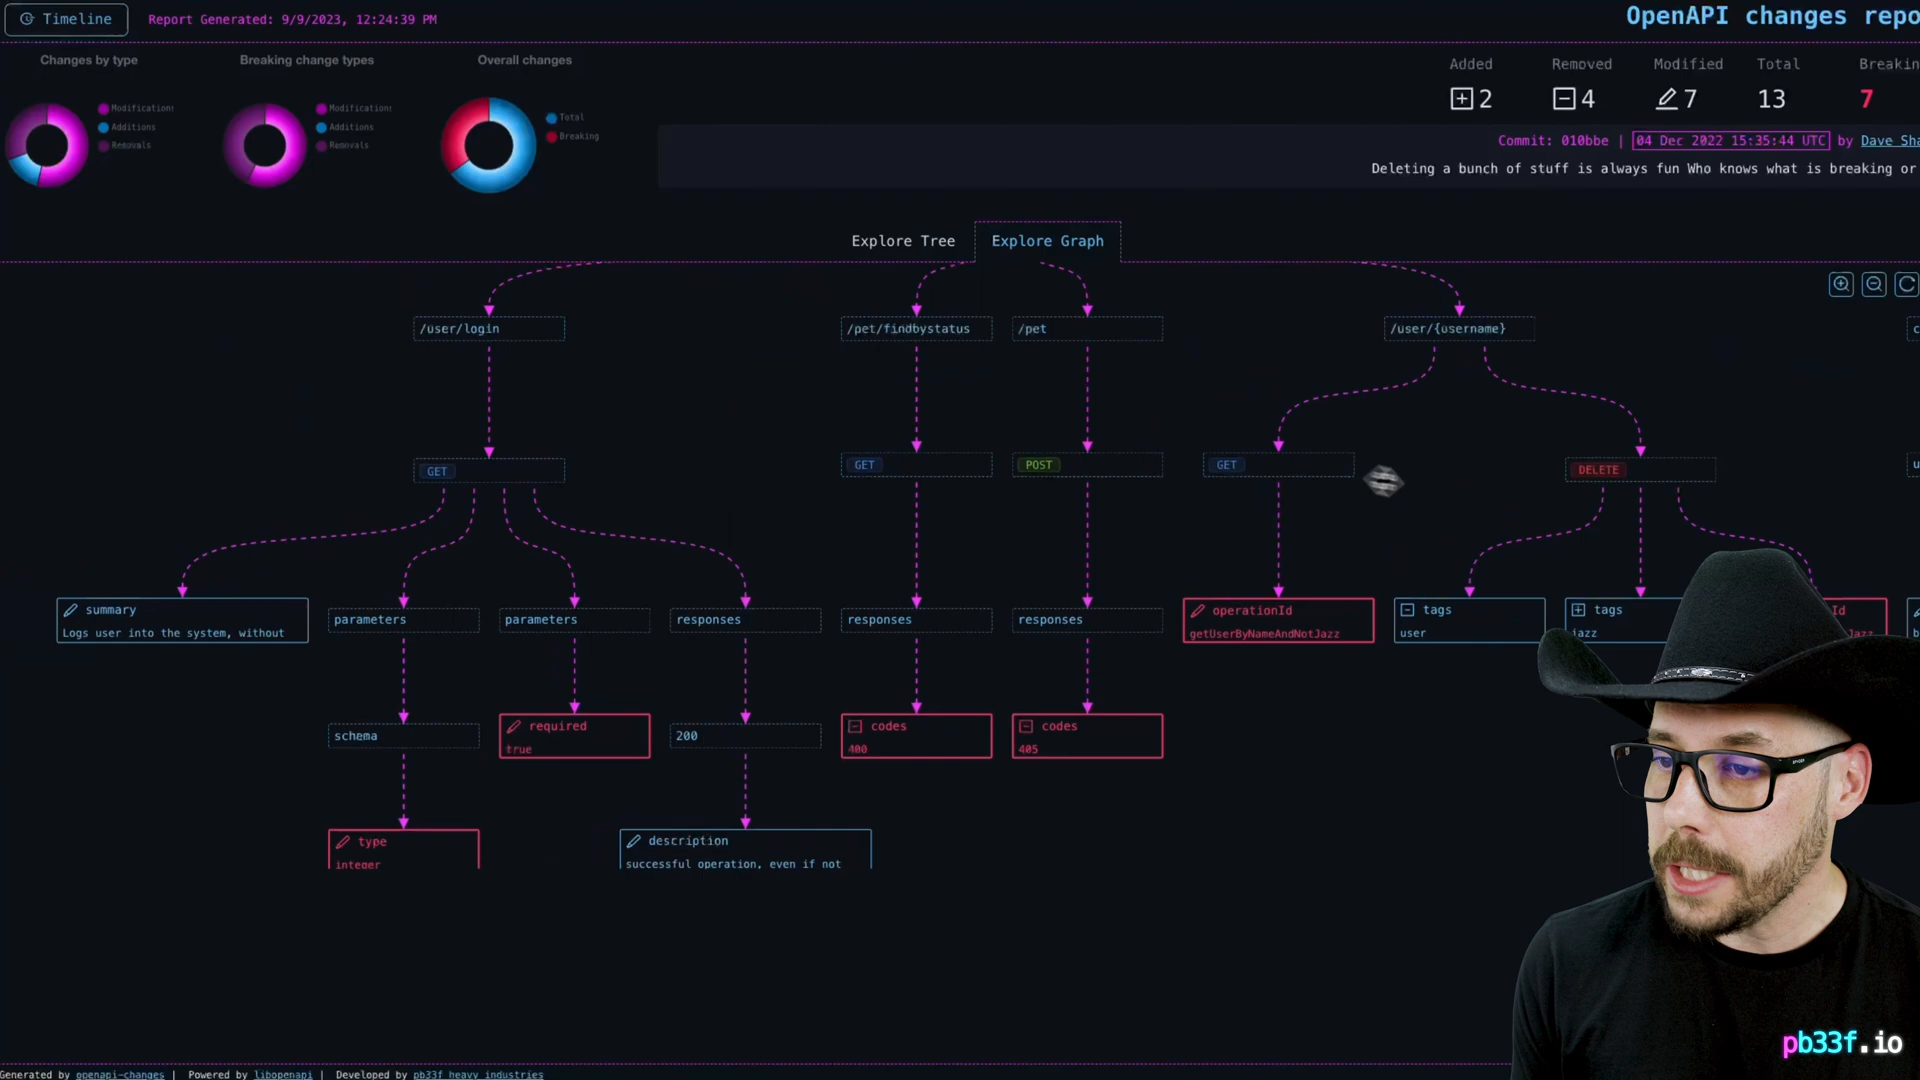 Timeline
Report Generated: 9/9/2023, 12:24:39 PM
OpenAPI changes repo
Changes by type
Breaking change types
Overall changes
Modifications
Additions
Removals
Modifications
Additions
Removals
Total
Breaking
Added
Removed
Modified
Total
Breakin
2
4
7
13
7
Commit: 010bbe | 04 Dec 2022 15:35:44 UTC by Dave Sha
Deleting a bunch of stuff is always fun Who knows what is breaking or
Explore Tree
Explore Graph
/user/login
/pet/findbystatus
/pet
/user/{username}
GET
GET
POST
GET
DELETE
summary
Logs user into the system, without
parameters
parameters
responses
responses
responses
operationId
getUserByNameAndNotJazz
tags
user
tags
jazz
Id
Jazz
schema
required
true
200
codes
400
codes
405
type
integer
description
successful operation, even if not
pb33f.io
Generated by openapi-changes | Powered by libopenapi | Developed by pb33f heavy industries